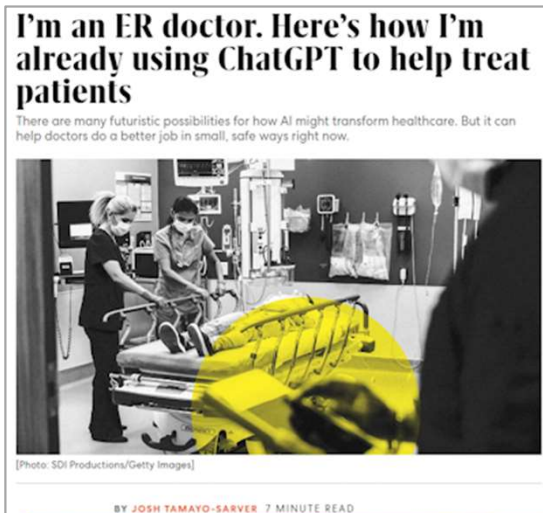 I'm an ER doctor. Here's how I'm
already using ChatGPT to help treat
patients
There are many futuristic possibilities for how AI might transform healthcare. But it can
help doctors do a better job in small, safe ways right now.
[Photo: SDI Productions/Getty Images]
BY JOSH TAMAYO-SARVER 7 MINUTE READ